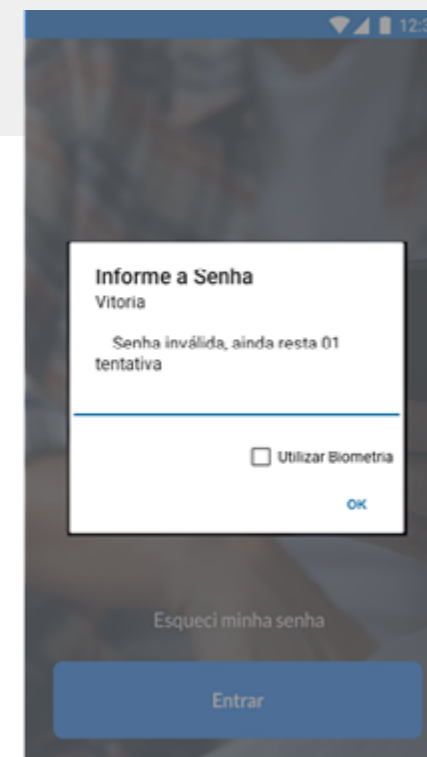 Informe a Senha
Vitoria
Senha inválida, ainda resta 01
tentativa
Utilizar Biometria
OK
Esqueci minha senha
Entrar